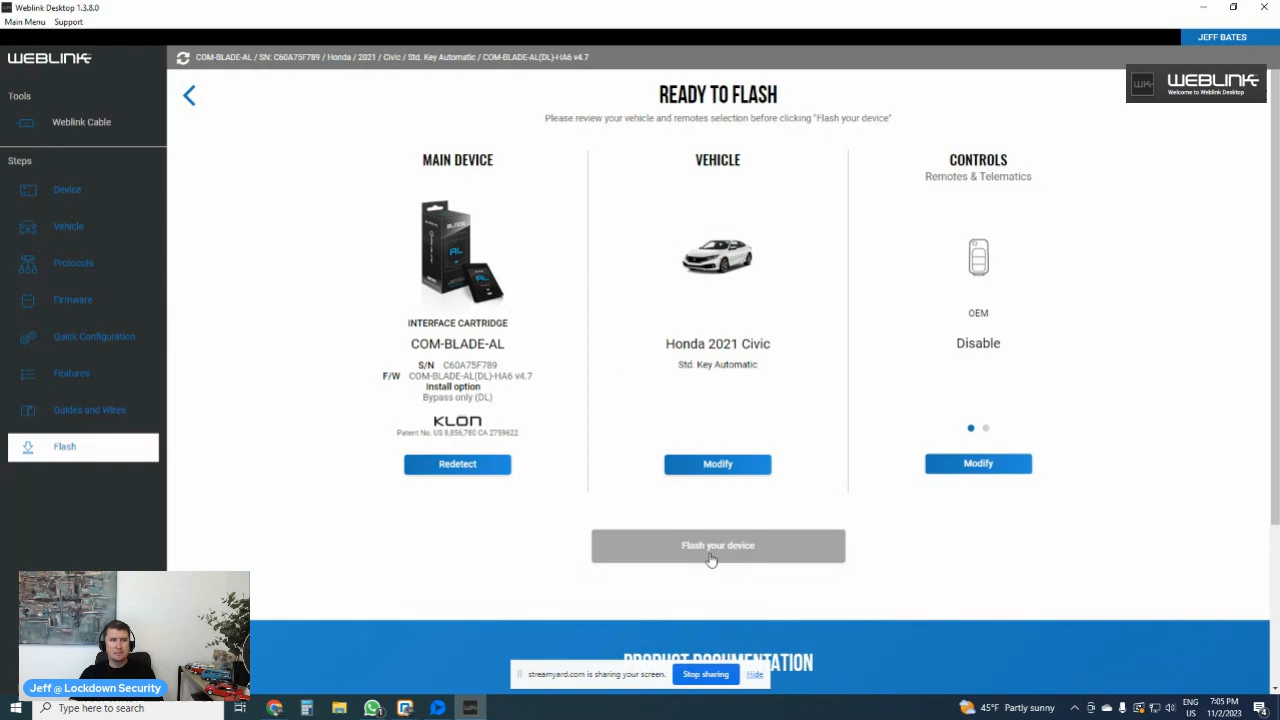 Weblink Desktop 1.3.8.0
Main Menu Support
JEFF BATES
WEBLINK
COM-BLADE-AL / SN: C60A75F789 / Honda / 2021 / Civic / Std. Key Automatic / COM-BLADE-AL(DL)-HA6 v4.7
WEBLINK
Welcome to Weblink Desktop
Tools
Weblink Cable
Steps
Device
Vehicle
Protocols
Firmware
Quick Configuration
Features
Guides and Wires
Flash
READY TO FLASH
Please review your vehicle and remotes selection before clicking "Flash your device"
MAIN DEVICE
INTERFACE CARTRIDGE
COM-BLADE-AL
S/N C60A75F789
F/W COM-BLADE-AL(DL)-HA6 v4.7
Install option
Bypass only (DL)
KLON
Patent No. US 8,856,780 CA 2759622
Redetect
VEHICLE
Honda 2021 Civic
Std. Key Automatic
Modify
CONTROLS
Remotes & Telematics
OEM
Disable
Modify
Flash your device
PRODUCT DOCUMENTATION
streamyard.com is sharing your screen.
Stop sharing
Hide
Jeff @ Lockdown Security
Type here to search
45°F Partly sunny
ENG
US
7:05 PM
11/2/2023
4